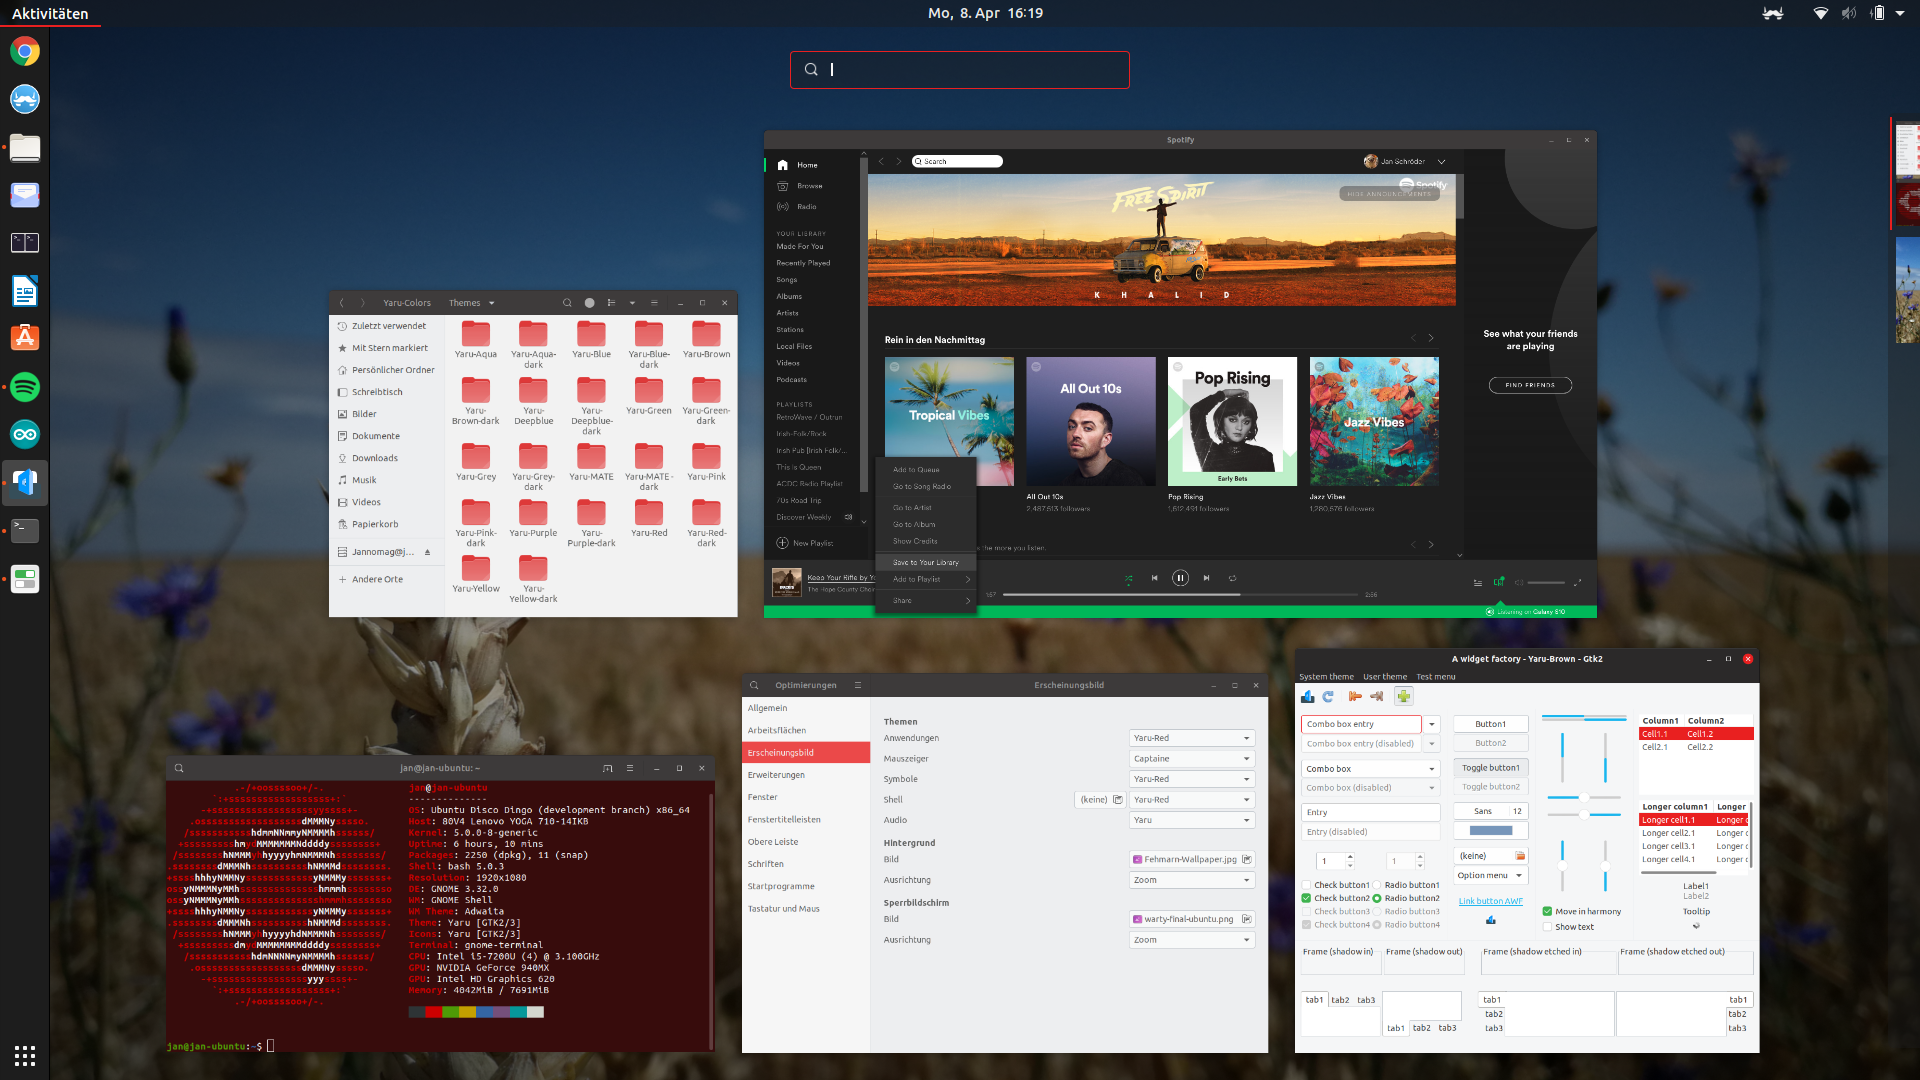 Aktivitäten
Mo, 8. Apr 16:19
Spotify
Home
Browse
Radio
YOUR LIBRARY
Made For You
Recently Played
Songs
Albums
Artists
Stations
Local Files
Videos
Podcasts
PLAYLISTS
RetroWave / Outrun
Irish-Folk/Rock
Irish Pub [Irish Folk/...
This Is Queen
ACDC Radio Playlist
70s Road Trip
Discover Weekly
New Playlist
Search
Jan Schröder
FREE SPIRIT
Spotify
HIDE ANNOUNCEMENTS
KHALID
Rein in den Nachmittag
Tropical Vibes
All Out 10s
Pop Rising
Early Bets
Jazz Vibes
All Out 10s
2,487,613 followers
Pop Rising
1,612,491 followers
Jazz Vibes
1,280,576 followers
s the more you listen.
See what your friends
are playing
FIND FRIENDS
Add to Queue
Go to Song Radio
Go to Artist
Go to Album
Show Credits
Save to Your Library
Add to Playlist
Share
Keep Your Rifle by Y
The Hope County Choi
1:57
2:56
Listening on Galaxy S10
Yaru-Colors Themes
Zuletzt verwendet
Mit Stern markiert
Persönlicher Ordner
Schreibtisch
Bilder
Dokumente
Downloads
Musik
Videos
Papierkorb
Jannomag@j...
Andere Orte
Yaru-Aqua
Yaru-Aqua-
dark
Yaru-Blue
Yaru-Blue-
dark
Yaru-Brown
Yaru-
Brown-dark
Yaru-
Deepblue
Yaru-
Deepblue-
dark
Yaru-Green
Yaru-Green-
dark
Yaru-Grey
Yaru-Grey-
dark
Yaru-MATE
Yaru-MATE-
dark
Yaru-Pink
Yaru-Pink-
dark
Yaru-Purple
Yaru-
Purple-dark
Yaru-Red
Yaru-Red-
dark
Yaru-Yellow
Yaru-
Yellow-dark
jan@jan-ubuntu: ~
jan@jan-ubuntu
--------------
OS: Ubuntu Disco Dingo (development branch) x86_64
Host: 80V4 Lenovo YOGA 710-14IKB
Kernel: 5.0.0-8-generic
Uptime: 6 hours, 10 mins
Packages: 2250 (dpkg), 11 (snap)
Shell: bash 5.0.3
Resolution: 1920x1080
DE: GNOME 3.32.0
WM: GNOME Shell
WM Theme: Adwaita
Theme: Yaru [GTK2/3]
Icons: Yaru [GTK2/3]
Terminal: gnome-terminal
CPU: Intel i5-7200U (4) @ 3.100GHz
GPU: NVIDIA GeForce 940MX
GPU: Intel HD Graphics 620
Memory: 4042MiB / 7691MiB
jan@jan-ubuntu:~$
Optimierungen
Erscheinungsbild
Allgemein
Arbeitsflächen
Erscheinungsbild
Erweiterungen
Fenster
Fenstertitelleisten
Obere Leiste
Schriften
Startprogramme
Tastatur und Maus
Themen
Anwendungen Yaru-Red
Mauszeiger Captaine
Symbole Yaru-Red
Shell (keine) Yaru-Red
Audio Yaru
Hintergrund
Bild Fehmarn-Wallpaper.jpg
Ausrichtung Zoom
Sperrbildschirm
Bild warty-final-ubuntu.png
Ausrichtung Zoom
A widget factory - Yaru-Brown - Gtk2
System theme User theme Test menu
Combo box entry
Combo box entry (disabled)
Combo box
Combo box (disabled)
Entry
Entry (disabled)
1 1
Check button1 Radio button1
Check button2 Radio button2
Check button3 Radio button3
Check button4 Radio button4
Button1
Button2
Toggle button1
Toggle button2
Sans 12
(keine)
Option menu
Link button AWF
Column1 Column2
Cell1.1 Cell1.2
Cell2.1 Cell2.2
Longer column1 Longer
Longer cell1.1 Longer c
Longer cell2.1 Longer c
Longer cell3.1 Longer c
Longer cell4.1 Longer c
Label1
Label2
Move in harmony
Tooltip
Show text
Frame (shadow in) Frame (shadow out) Frame (shadow etched in) Frame (shadow etched out)
tab1 tab2 tab3
tab1 tab2 tab3
tab1
tab2
tab3
tab1
tab2
tab3